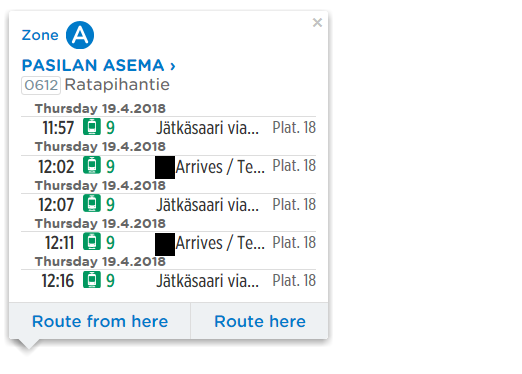 Zone A
×
PASILAN ASEMA ›
0612 Ratapihantie
Thursday 19.4.2018
11:57 9 Jätkäsaari via... Plat. 18
Thursday 19.4.2018
12:02 9 Arrives / Te... Plat. 18
Thursday 19.4.2018
12:07 9 Jätkäsaari via... Plat. 18
Thursday 19.4.2018
12:11 9 Arrives / Te... Plat. 18
Thursday 19.4.2018
12:16 9 Jätkäsaari via... Plat. 18
Route from here Route here